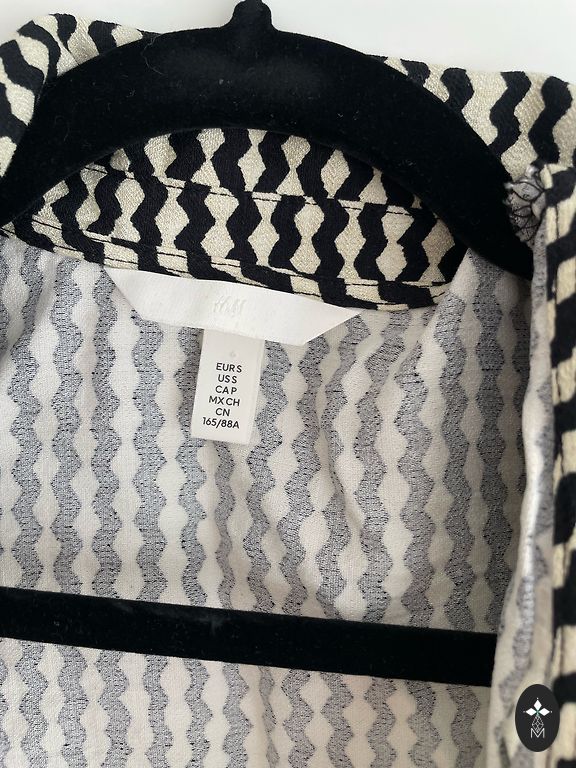 H&M
EUR S
US S
CA P
MX CH
CN
165/88A